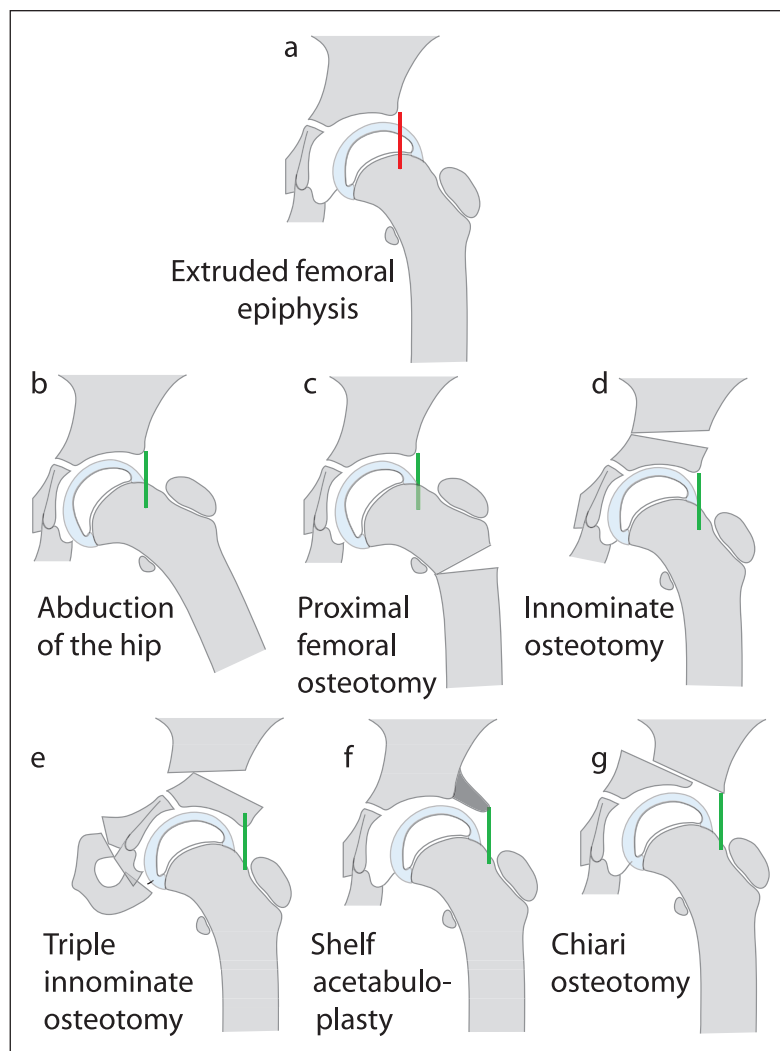 a
Extruded femoral
epiphysis
b
c
d
Abduction
of the hip
Proximal
femoral
osteotomy
Innominate
osteotomy
e
f
g
Triple
innominate
osteotomy
Shelf
acetabulo-
plasty
Chiari
osteotomy